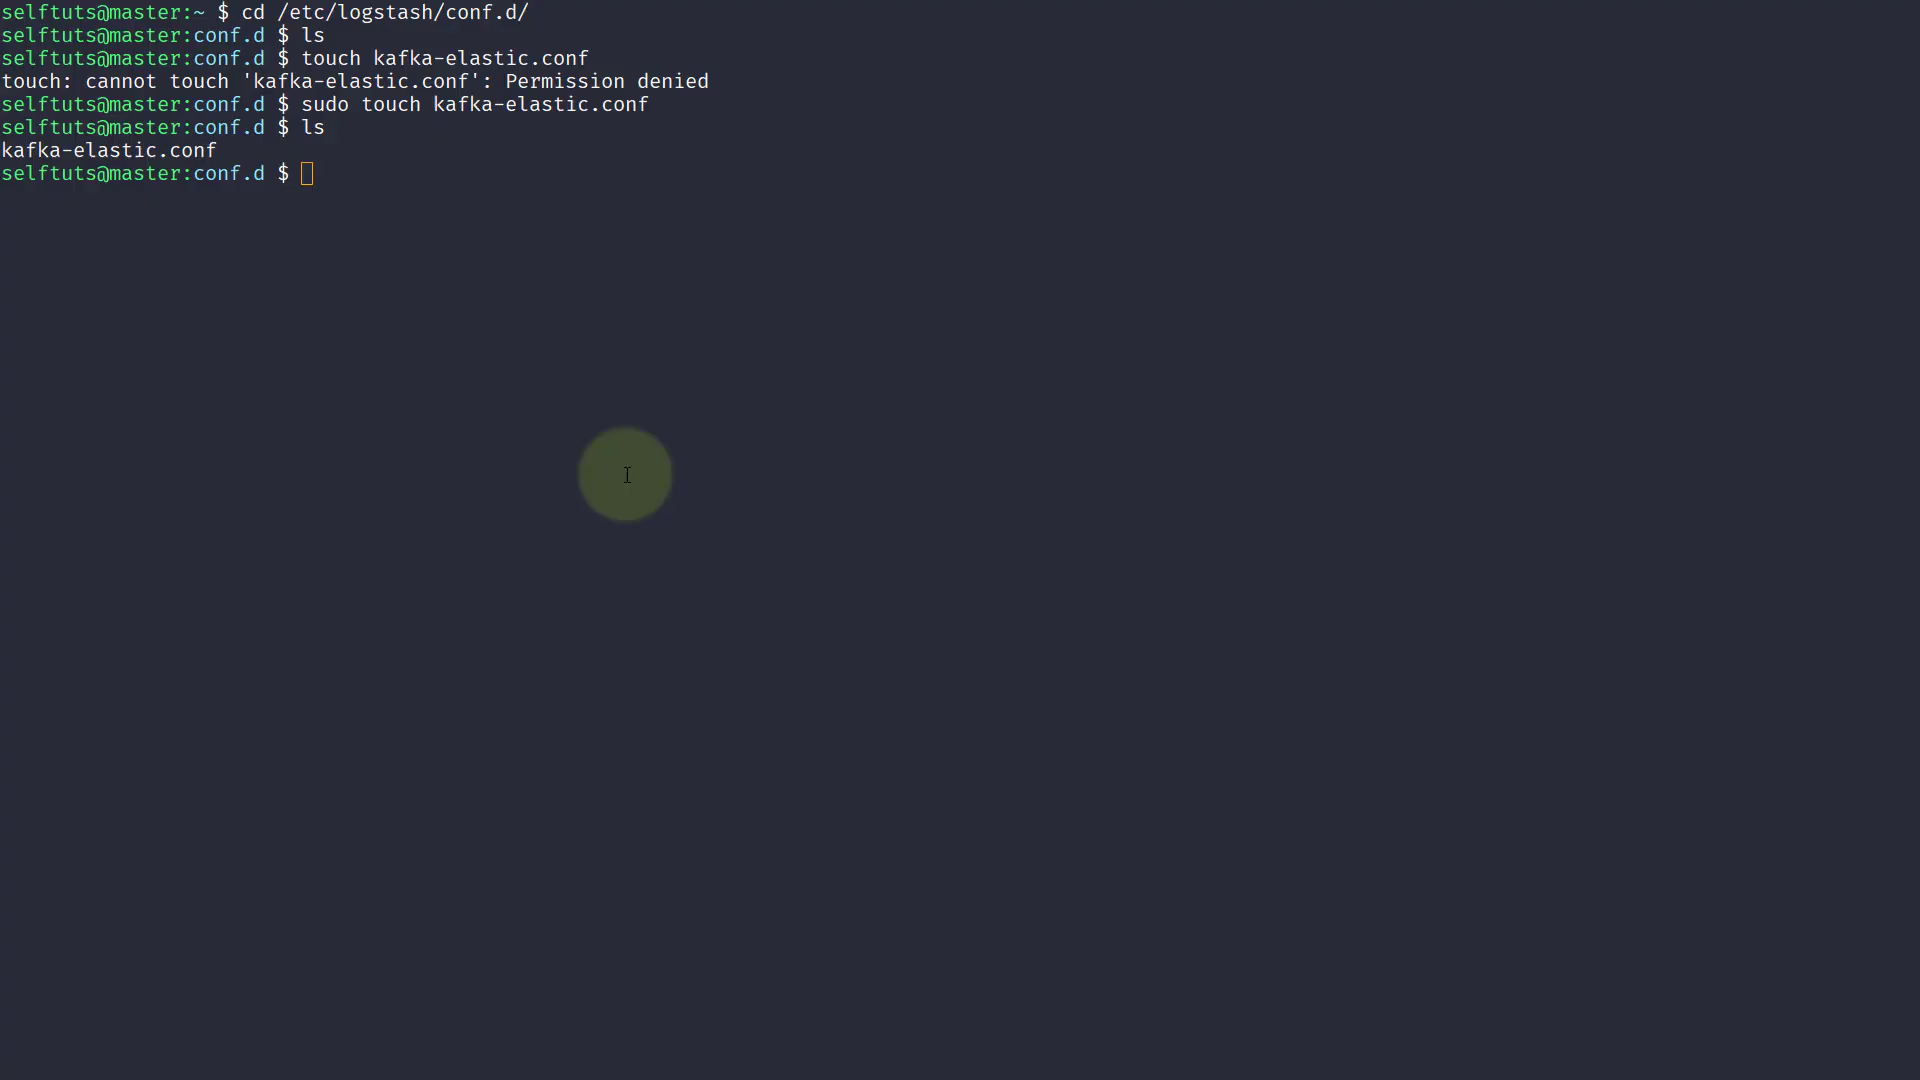 selftuts@master:~ $ cd /etc/logstash/conf.d/
selftuts@master:conf.d $ ls
selftuts@master:conf.d $ touch kafka-elastic.conf
touch: cannot touch 'kafka-elastic.conf': Permission denied
selftuts@master:conf.d $ sudo touch kafka-elastic.conf
selftuts@master:conf.d $ ls
kafka-elastic.conf
selftuts@master:conf.d $